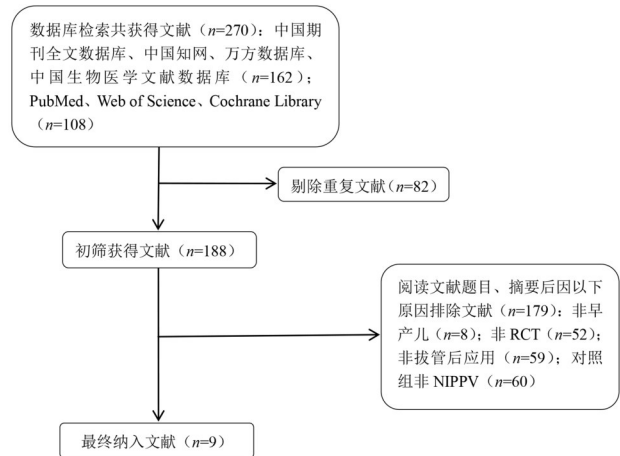 数据库检索共获得文献（n=270）：中国期
刊全文数据库、中国知网、万方数据库、
中国生物医学文献数据库（n=162）；
PubMed、Web of Science、Cochrane Library
（n=108）
剔除重复文献（n=82）
初筛获得文献（n=188）
阅读文献题目、摘要后因以下
原因排除文献（n=179）：非早
产儿（n=8）；非 RCT（n=52）；
非拔管后应用（n=59）；对照
组非 NIPPV（n=60）
最终纳入文献（n=9）